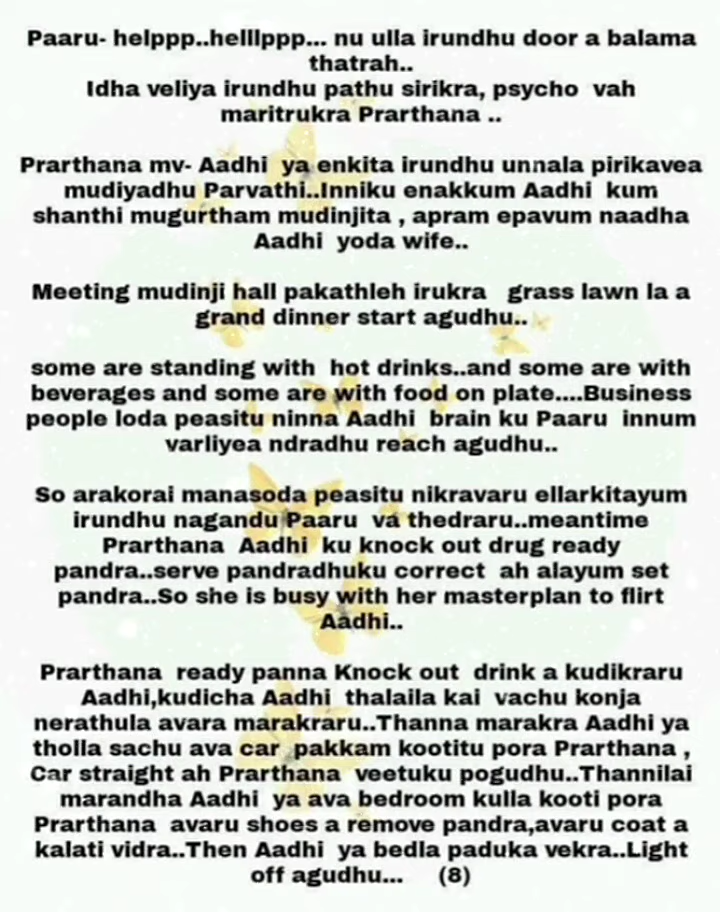 Paaru- helppp..helllppp... nu ulla irundhu door a balama
thatrah..
Idha veliya irundhu pathu sirikra, psycho vah
maritrukra Prarthana ..
Prarthana mv- Aadhi ya enkita irundhu unnala pirikavea
mudiyadhu Parvathi..Inniku enakkum Aadhi kum
shanthi mugurtham mudinjita , apram epavum naadha
Aadhi yoda wife..
Meeting mudinji hall pakathleh irukra grass lawn la a
grand dinner start agudhu..
some are standing with hot drinks..and some are with
beverages and some are with food on plate....Business
people loda peasitu ninna Aadhi brain ku Paaru innum
varliyea ndradhu reach agudhu..
So arakorai manasoda peasitu nikravaru ellarkitayum
irundhu nagandu Paaru va thedraru..meantime
Prarthana Aadhi ku knock out drug ready
pandra..serve pandradhuku correct ah alayum set
pandra..So she is busy with her masterplan to flirt
Aadhi..
Prarthana ready panna Knock out drink a kudikraru
Aadhi,kudicha Aadhi thalaila kai vachu konja
nerathula avara marakraru..Thanna marakra Aadhi ya
tholla sachu ava car pakkam kootitu pora Prarthana ,
Car straight ah Prarthana veetuku pogudhu..Thannilai
marandha Aadhi ya ava bedroom kulla kooti pora
Prarthana avaru shoes a remove pandra,avaru coat a
kalati vidra..Then Aadhi ya bedla paduka vekra..Light
off agudhu... (8)